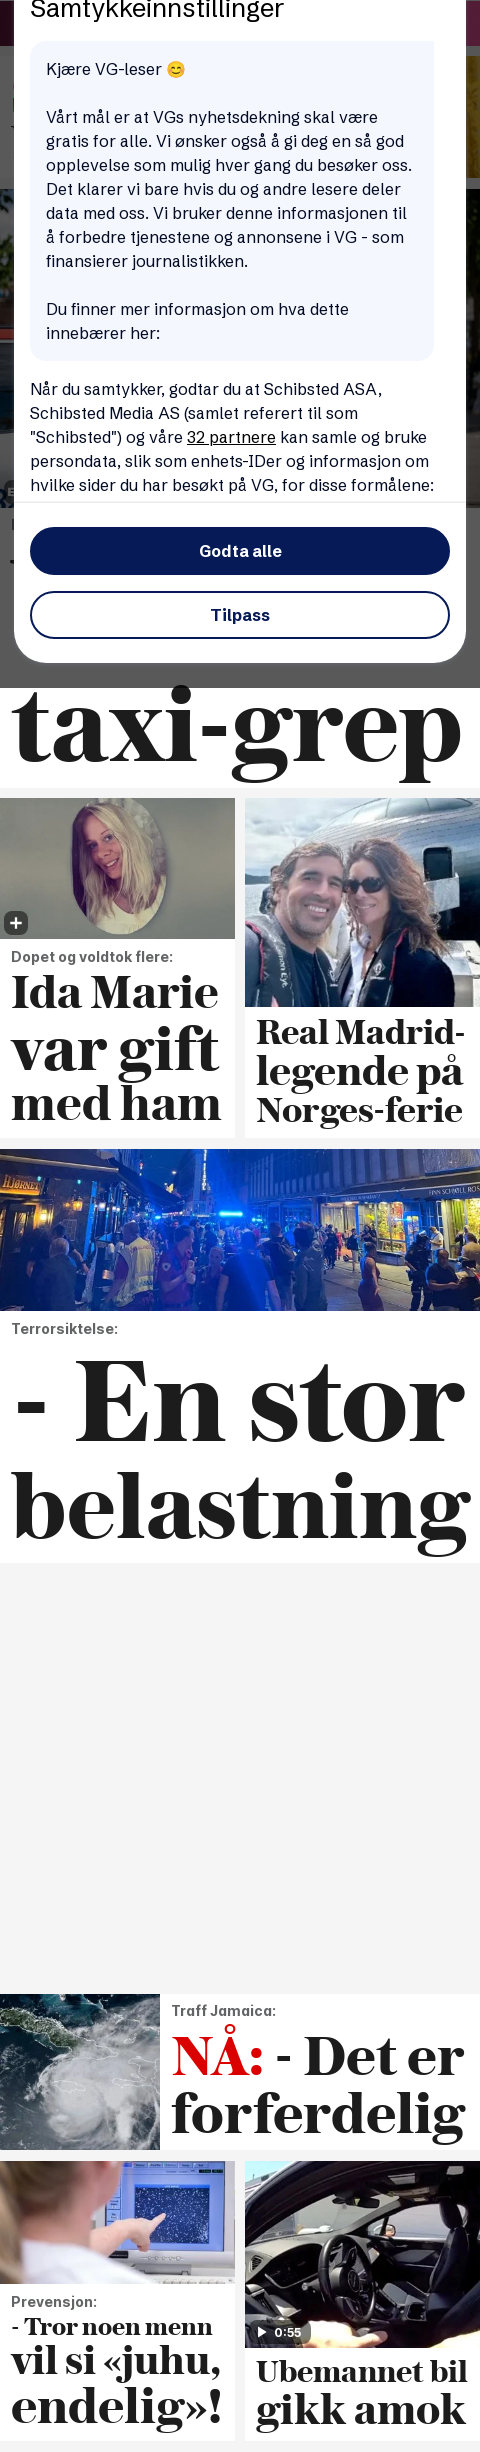 Samtykkeinnstillinger
Kjære VG-leser 😊
Vårt mål er at VGs nyhetsdekning skal være
gratis for alle. Vi ønsker også å gi deg en så god
opplevelse som mulig hver gang du besøker oss.
Det klarer vi bare hvis du og andre lesere deler
data med oss. Vi bruker denne informasjonen til
å forbedre tjenestene og annonsene i VG - som
finansierer journalistikken.
Du finner mer informasjon om hva dette
innebærer her:
Når du samtykker, godtar du at Schibsted ASA,
Schibsted Media AS (samlet referert til som
"Schibsted") og våre 32 partnere kan samle og bruke
persondata, slik som enhets-IDer og informasjon om
hvilke sider du har besøkt på VG, for disse formålene:
Godta alle
Tilpass
taxi-grep
Dopet og voldtok flere:
Ida Marie
var gift
med ham
Real Madrid-
legende på
Norges-ferie
HJØRNET
Terrorsiktelse:
- En stor
belastning
Traff Jamaica:
NÅ: - Det er
forferdelig
Prevensjon:
- Tror noen menn
vil si «juhu,
endelig»!
0:55
Ubemannet bil
gikk amok